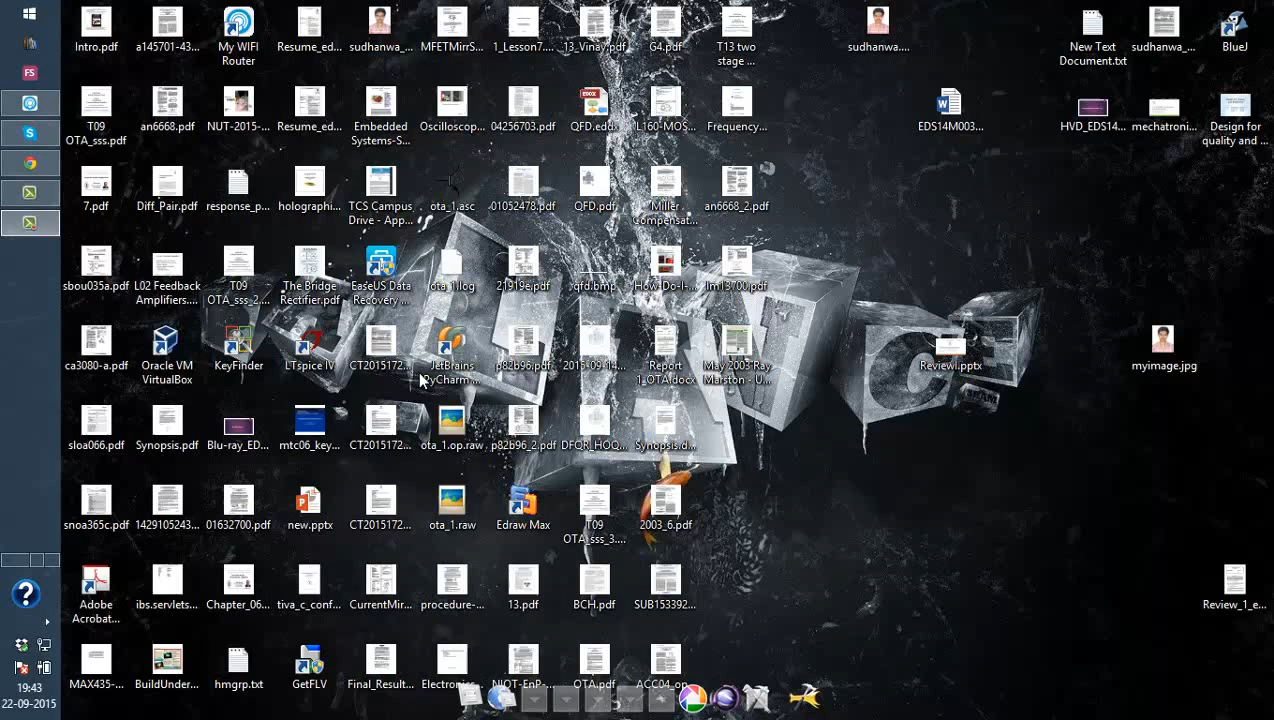 Intro.pdf
a145701-43...
My WIFI
Router
Resume_ed...
sudhanwa_...
MFETMirrS...
1_Lesson7....
13_Vinay.pdf
G4.pdf
T13 two
stage ...
sudhanwa....
New Text
Document.txt
sudhanwa_...
BlueJ
T09
OTA_sss.pdf
an6668.pdf
NUT-2015-...
Resume_ed...
Embedded
Systems-S...
Oscilloscop...
04256703.pdf
QFD.eddx
L160-MOS...
Frequency...
EDS14M003...
HVD_EDS14...
mechatroni...
Design for
quality and ...
7.pdf
Diff_Pair.pdf
response_p...
holographi...
TCS Campus
Drive - App...
ota_1.asc
01052478.pdf
QFD.pdf
Miller
Compensat...
an6668_2.pdf
sbou035a.pdf
L02 Feedback
Amplifiers....
T09
OTA_sss_2....
The Bridge
Rectifier.pdf
EaseUS Data
Recovery ...
ota_1.log
21919e.pdf
qfd.bmp
How-Do-I-...
lm13700.pdf
ca3080-a.pdf
Oracle VM
VirtualBox
KeyFinder
LTspice IV
CT2015172...
JetBrains
PyCharm ...
p82b96.pdf
2015-09-14...
Report
1_OTA.docx
May 2003 Ray
Marston - U...
ReviewI.pptx
myimage.jpg
sloa066.pdf
Synopsis.pdf
Blu-ray_ED...
mtc06_key...
CT2015172...
ota_1.op.raw
p82b96_2.pdf
DFQR_HOQ...
Synopsis.d...
snoa365c.pdf
1429105243...
01632700.pdf
new.pptx
CT2015172...
ota_1.raw
Edraw Max
T09
OTA_sss_3....
2003_6.pdf
Adobe
Acrobat...
ibs.servlets...
Chapter_06...
tiva_c_conf...
CurrentMir...
procedure-...
13.pdf
BCH.pdf
SUB153392...
Review_1_e...
MAX435-...
BuildUnder...
hmgrp.txt
GetFLV
Final_Result...
Electronics...
NIOT-EnP-...
OTA.pdf
ACC04_op...
FS
19:43
22-09-2015